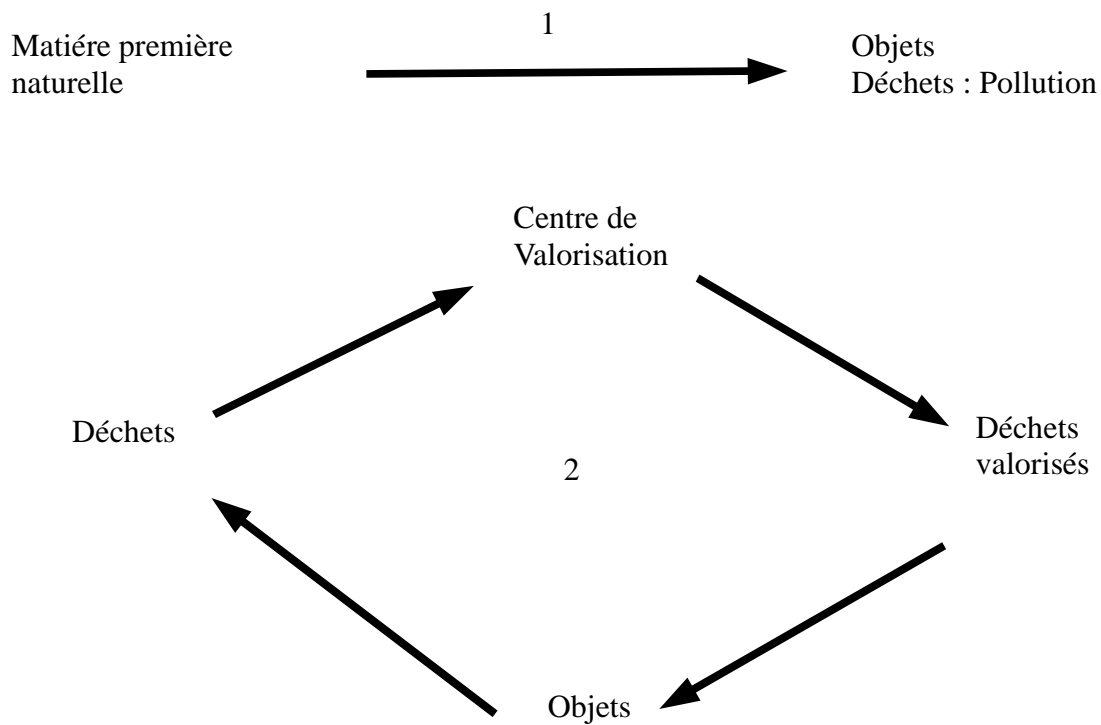 1
Matiére première
naturelle
Objets
Déchets : Pollution
Centre de
Valorisation
Déchets
Déchets
valorisés
2
Objets